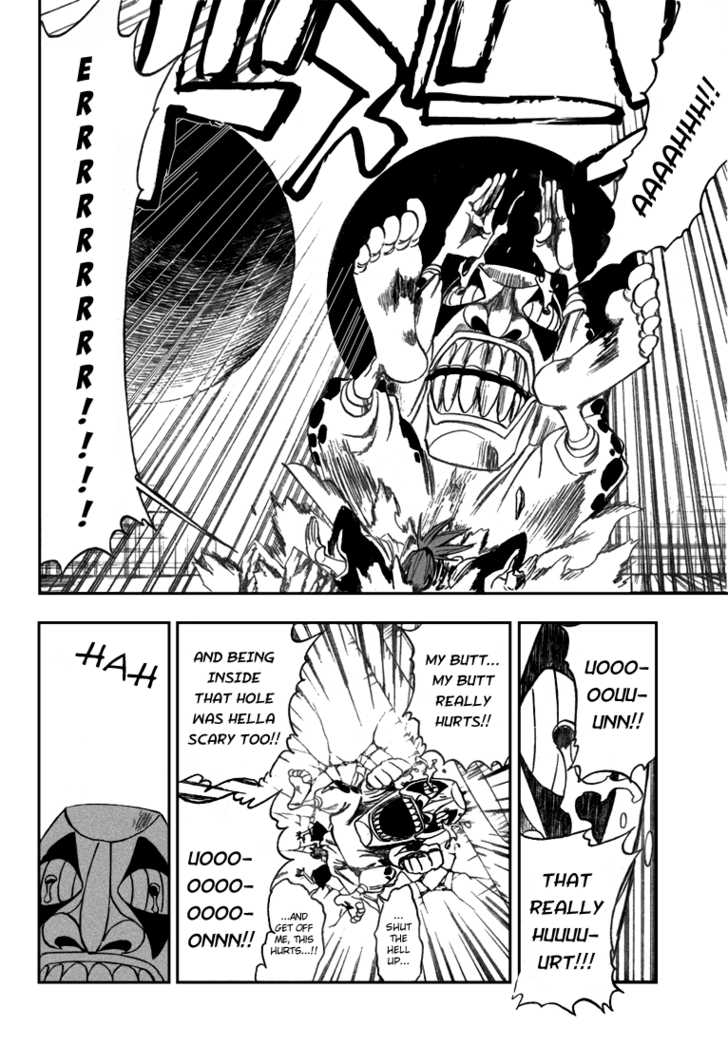 AAAAHHH!!
E
R
R
R
R
R
R
R
R
R
!
!
!
!
UOOO-
OOUU-
UNN!!
THAT
REALLY
HUUUU-
URT!!!
MY BUTT...
MY BUTT
REALLY
HURTS!!
AND BEING
INSIDE
THAT HOLE
WAS HELLA
SCARY TOO!!
...SHUT
THE
HELL
UP...
...AND
GET OFF
ME, THIS
HURTS...!!
UOOO-
OOOO-
OOOO-
ONNN!!
HAH